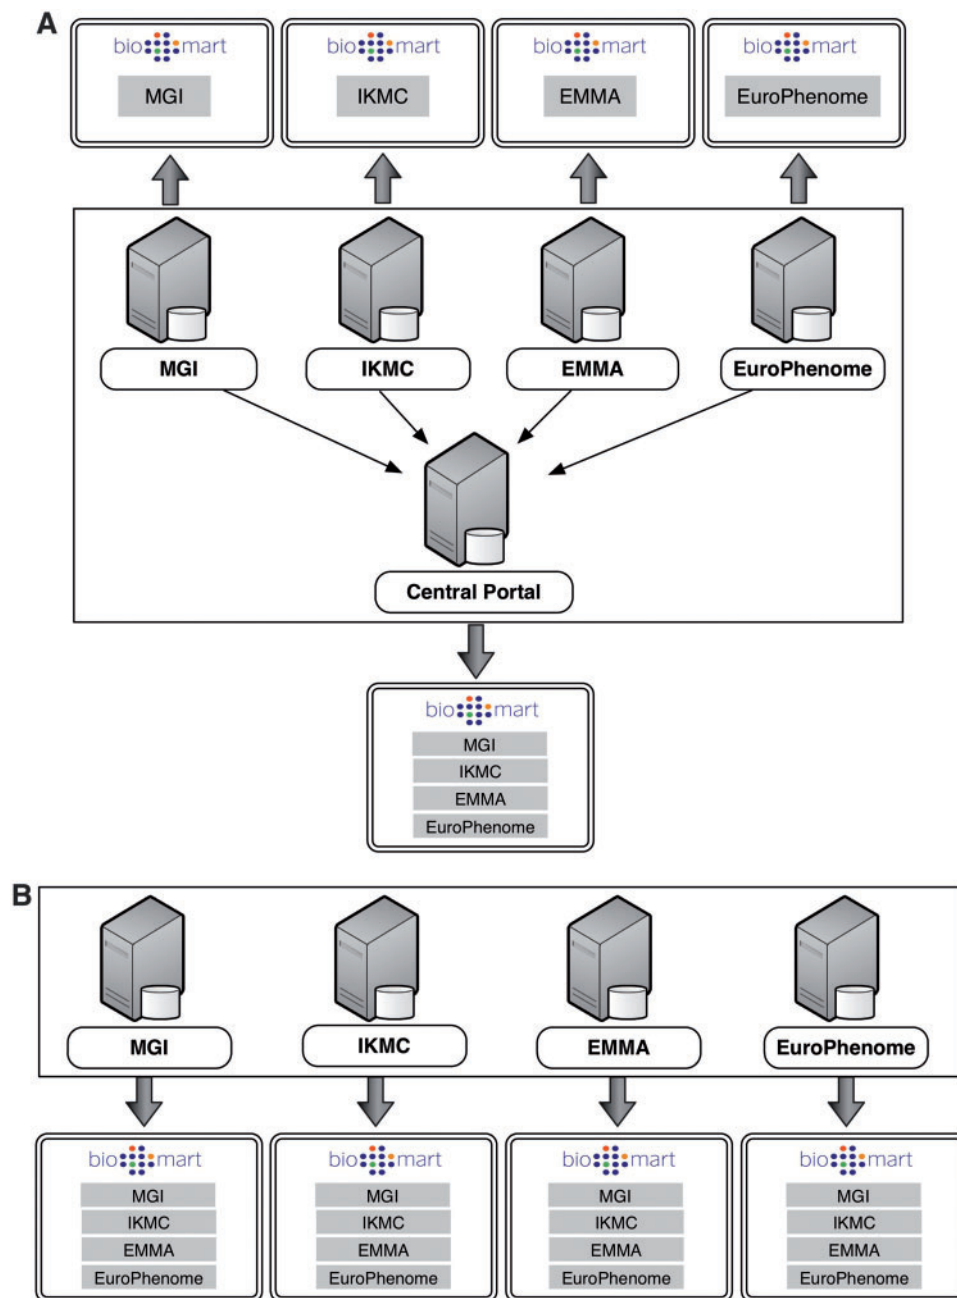 A
bio mart bio mart bio mart bio mart
MGI IKMC EMMA EuroPhenome
MGI IKMC EMMA EuroPhenome
Central Portal
bio mart
MGI
IKMC
EMMA
EuroPhenome
B
MGI IKMC EMMA EuroPhenome
bio mart bio mart bio mart bio mart
MGI MGI MGI MGI
IKMC IKMC IKMC IKMC
EMMA EMMA EMMA EMMA
EuroPhenome EuroPhenome EuroPhenome EuroPhenome